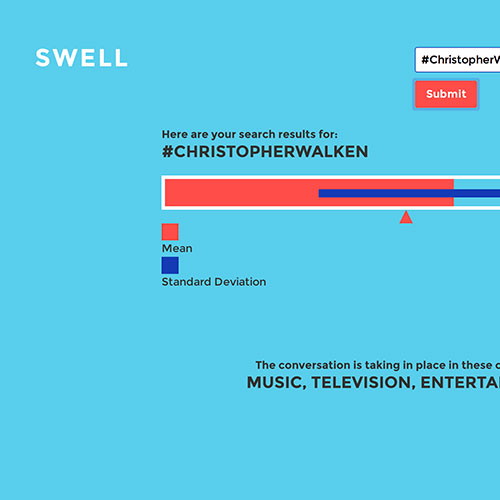 SWELL
#ChristopherW
Submit
Here are your search results for:
#CHRISTOPHERWALKEN
Mean
Standard Deviation
The conversation is taking in place in these c
MUSIC, TELEVISION, ENTERTA